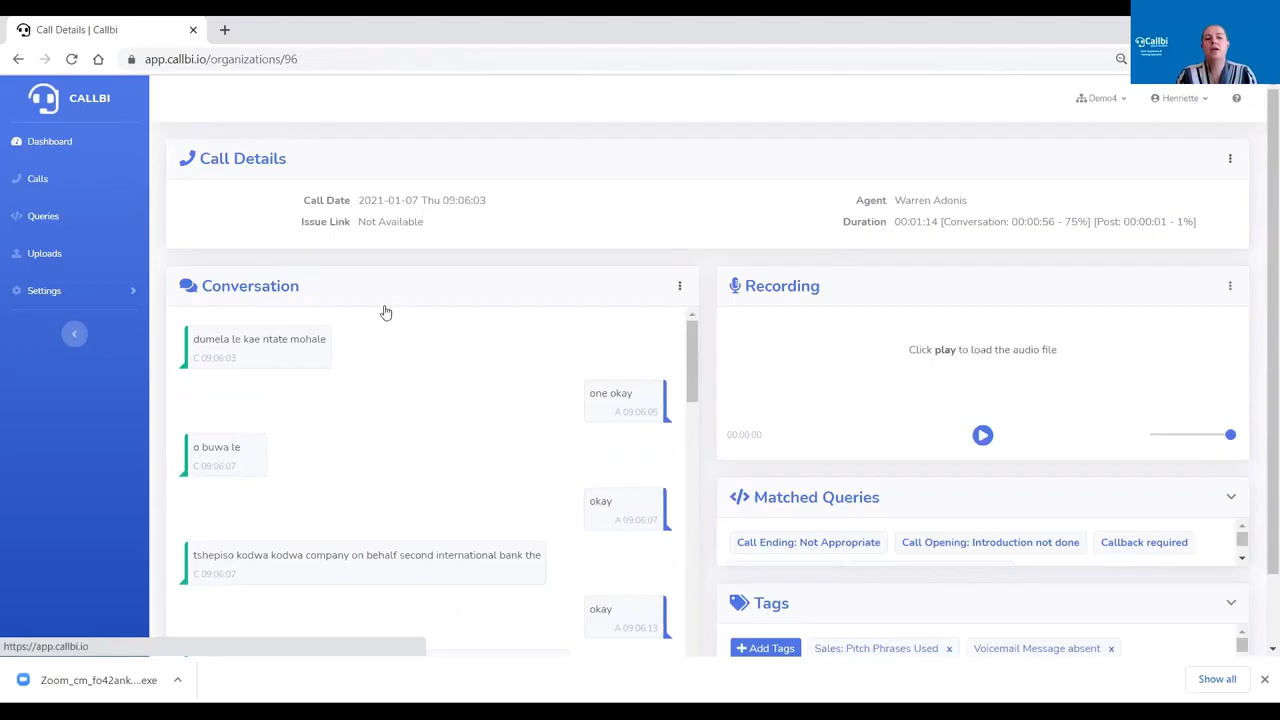 Call Details | Callbi
app.callbi.io/organizations/96
Callbi
CALLBI
Demo4
Henriette
Dashboard
Calls
Queries
Uploads
Settings
Call Details
Call Date 2021-01-07 Thu 09:06:03
Issue Link Not Available
Agent Warren Adonis
Duration 00:01:14 [Conversation: 00:00:56 - 75%] [Post: 00:00:01 - 1%]
Conversation
dumela le kae ntate mohale
C 09:06:03
one okay
A 09:06:05
o buwa le
C 09:06:07
okay
A 09:06:07
tshepiso kodwa kodwa company on behalf second international bank the
C 09:06:07
okay
A 09:06:13
Recording
Click play to load the audio file
00:00:00
Matched Queries
Call Ending: Not Appropriate
Call Opening: Introduction not done
Callback required
Tags
Add Tags
Sales: Pitch Phrases Used x
Voicemail Message absent x
https://app.callbi.io
Zoom_cm_fo42ank....exe
Show all